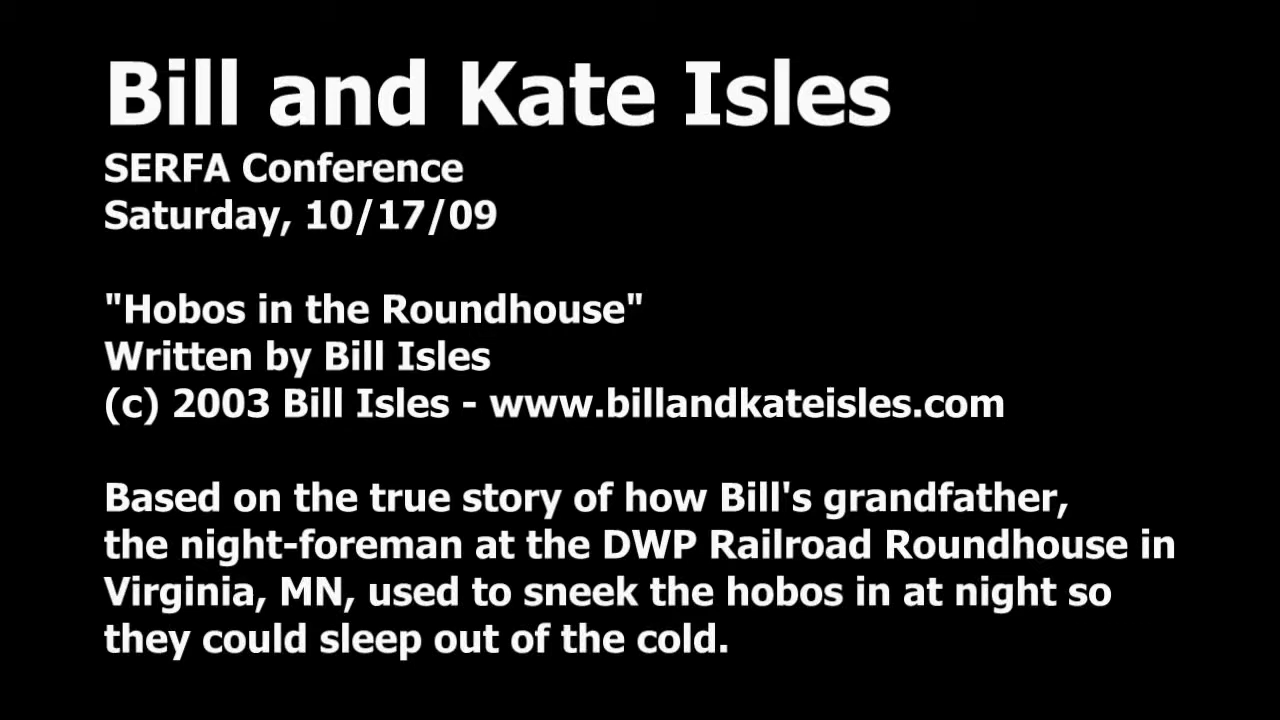 Bill and Kate Isles
SERFA Conference
Saturday, 10/17/09
"Hobos in the Roundhouse"
Written by Bill Isles
(c) 2003 Bill Isles - www.billandkateisles.com
Based on the true story of how Bill's grandfather,
the night-foreman at the DWP Railroad Roundhouse in
Virginia, MN, used to sneek the hobos in at night so
they could sleep out of the cold.